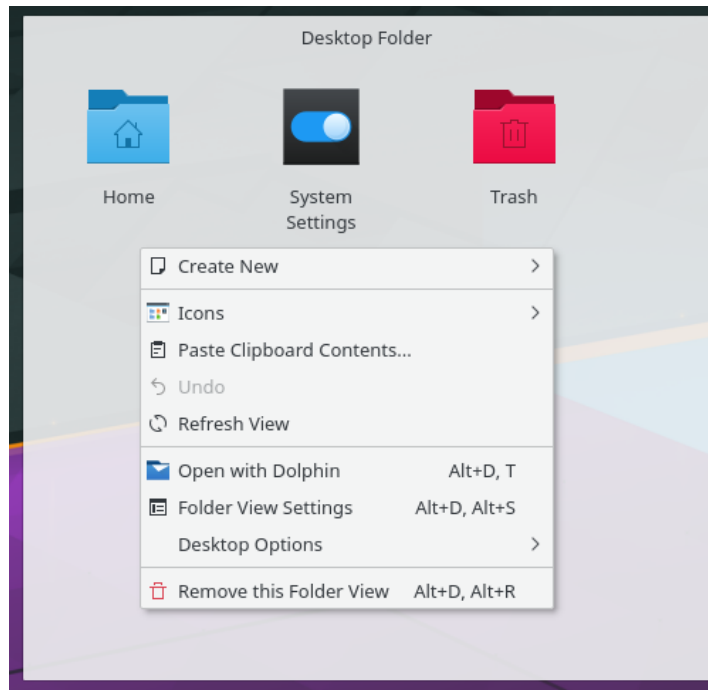 Desktop Folder
Home
System
Settings
Trash
Create New
Icons
Paste Clipboard Contents...
Undo
Refresh View
Open with Dolphin Alt+D, T
Folder View Settings Alt+D, Alt+S
Desktop Options
Remove this Folder View Alt+D, Alt+R